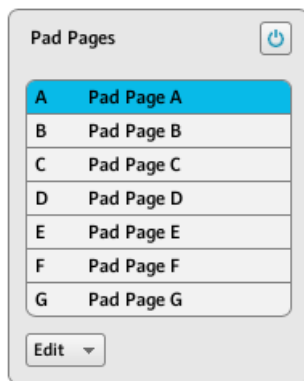 Pad Pages
A Pad Page A
B Pad Page B
C Pad Page C
D Pad Page D
E Pad Page E
F Pad Page F
G Pad Page G
Edit